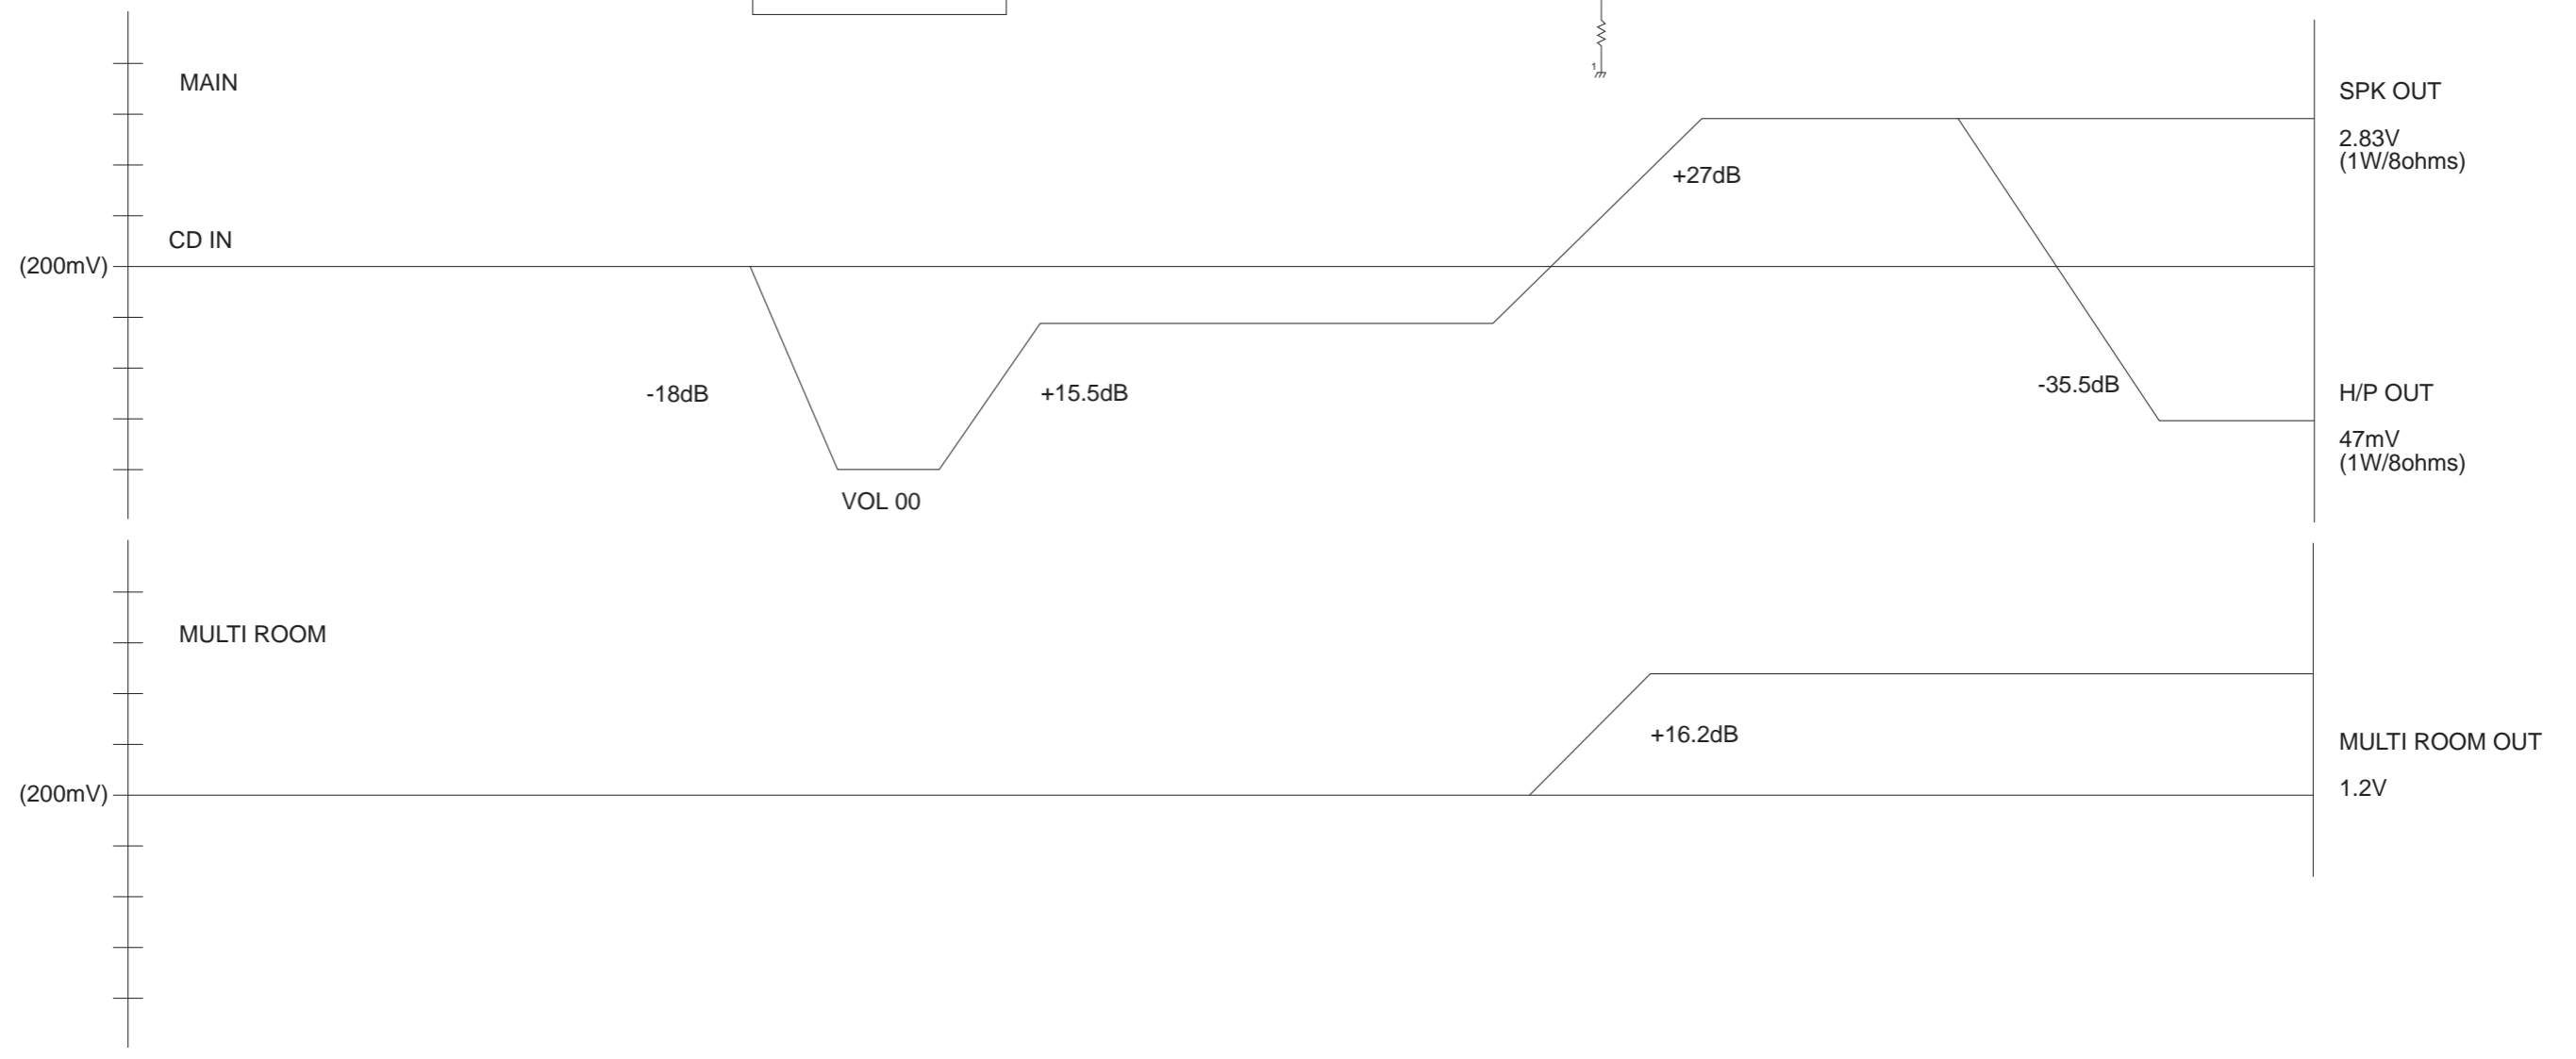 1
MAIN
SPK OUT
2.83V
(1W/8ohms)
+27dB
CD IN
(200mV)
-18dB
+15.5dB
-35.5dB
H/P OUT
47mV
(1W/8ohms)
VOL 00
MULTI ROOM
+16.2dB
MULTI ROOM OUT
(200mV)
1.2V